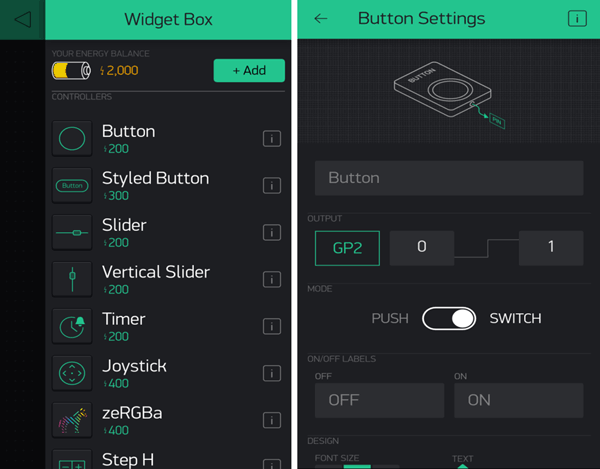 Widget Box
YOUR ENERGY BALANCE
2,000
+ Add
CONTROLLERS
Button
200
i
Button
Styled Button
300
i
Slider
200
i
Vertical Slider
200
i
Timer
200
i
Joystick
400
i
zeRGBa
400
i
Step H
Button Settings
i
BUTTON
PIN
Button
OUTPUT
GP2
0
1
MODE
PUSH
SWITCH
ON/OFF LABELS
OFF
ON
OFF
ON
DESIGN
FONT SIZE
TEXT